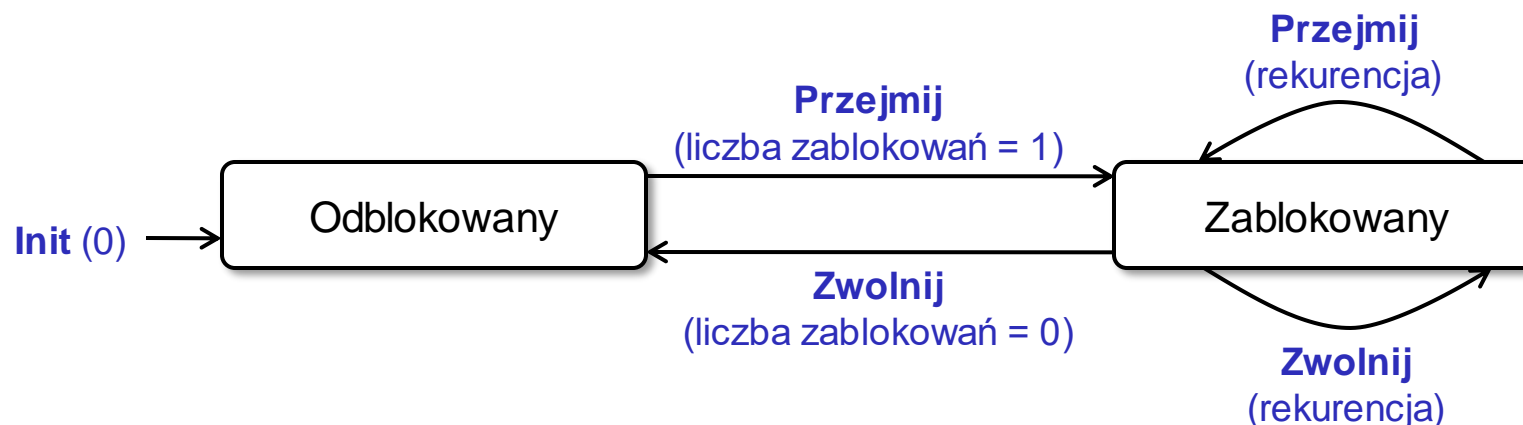 Init (0)
Odblokowany
Przejmij
(liczba zablokowań = 1)
Zwolnij
(liczba zablokowań = 0)
Przejmij
(rekurencja)
Zablokowany
Zwolnij
(rekurencja)